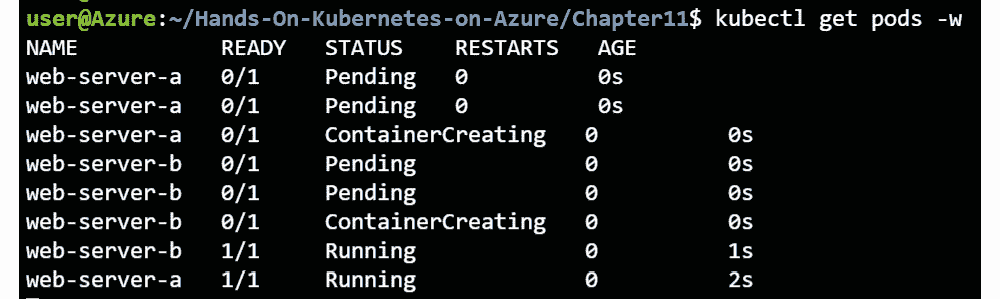 user@Azure:~/Hands-On-Kubernetes-on-Azure/Chapter11$ kubectl get pods -w
NAME READY STATUS RESTARTS AGE
web-server-a 0/1 Pending 0 0s
web-server-a 0/1 Pending 0 0s
web-server-a 0/1 ContainerCreating 0 0s
web-server-b 0/1 Pending 0 0s
web-server-b 0/1 Pending 0 0s
web-server-b 0/1 ContainerCreating 0 0s
web-server-b 1/1 Running 0 1s
web-server-a 1/1 Running 0 2s